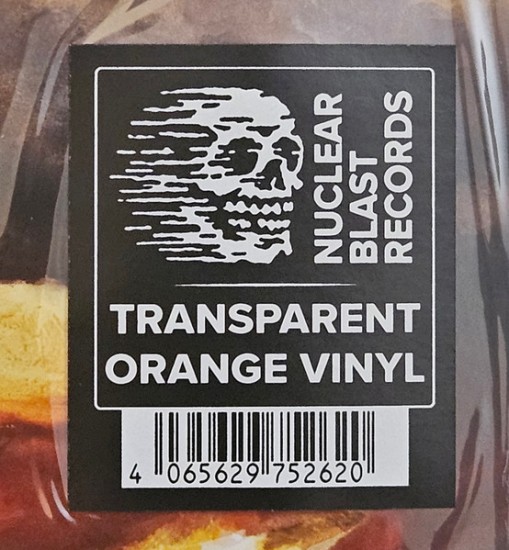 NUCLEAR
BLAST
RECORDS
TRANSPARENT
ORANGE VINYL
4 065629 752620